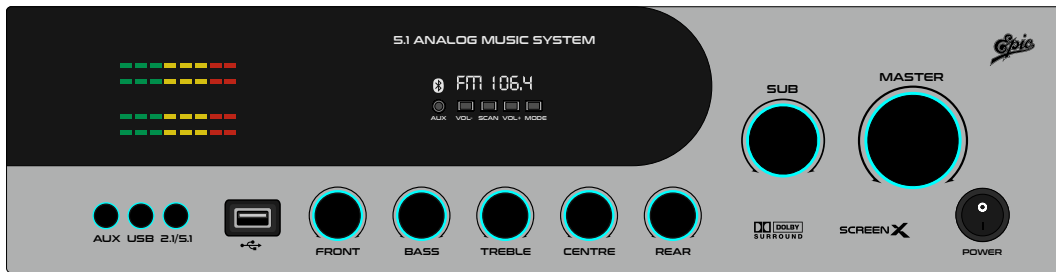 5.1 ANALOG MUSIC SYSTEM
Epic
FM 106.4
AUX VOL- SCAN VOL+ MODE
SUB
MASTER
AUX USB 2.1/5.1
FRONT BASS TREBLE CENTRE REAR
DOLBY
SURROUND
SCREEN X
POWER